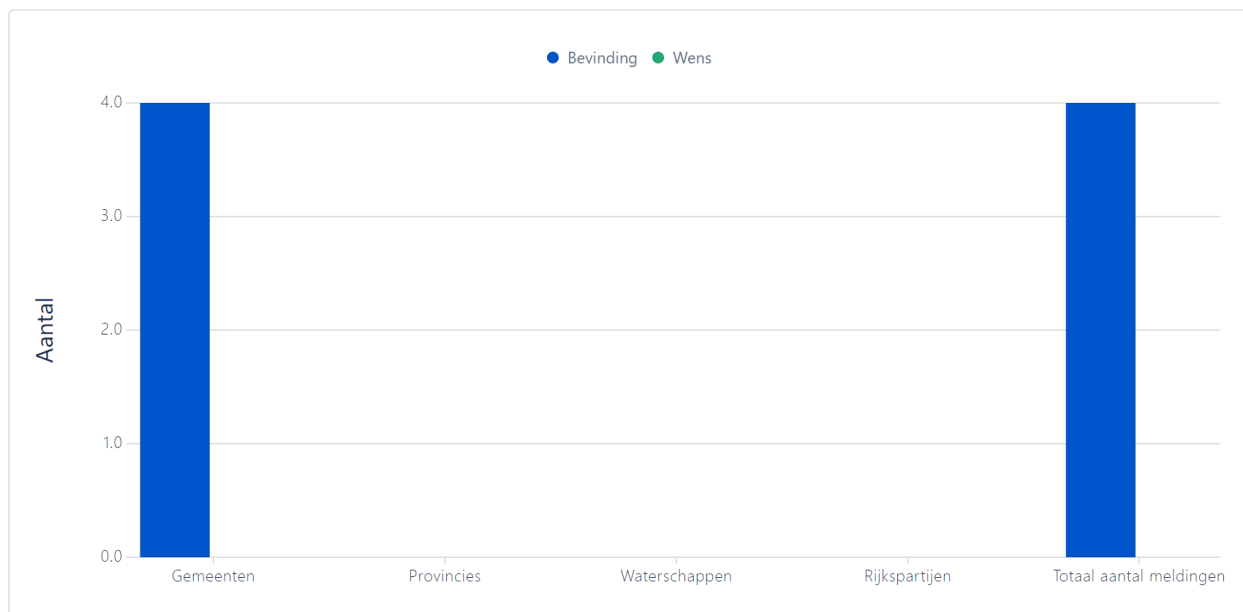 Bevinding Wens
4.0
3.0
2.0
1.0
0.0
Aantal
Gemeenten Provincies Waterschappen Rijkspartijen Totaal aantal meldingen